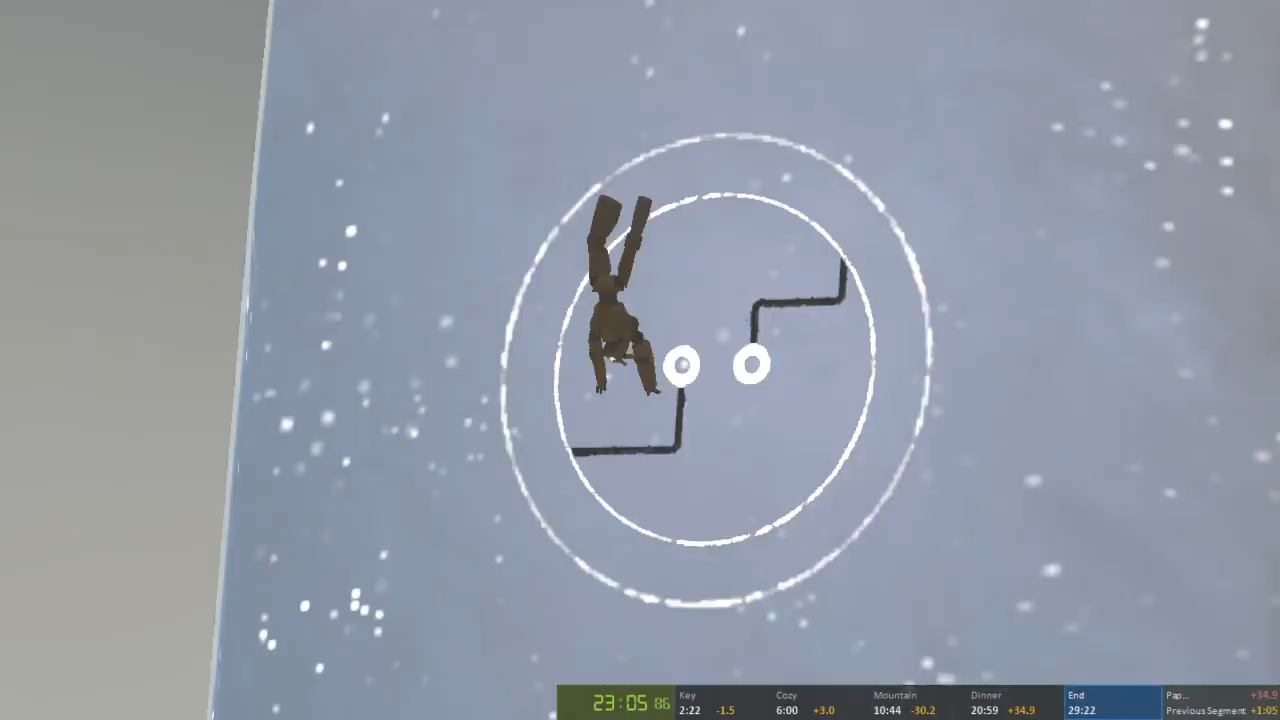 23:05 86
Key Cozy Mountain Dinner End Pap... +34.9
2:22 -1.5 6:00 +3.0 10:44 -30.2 20:59 +34.9 29:22 Previous Segment +1:05